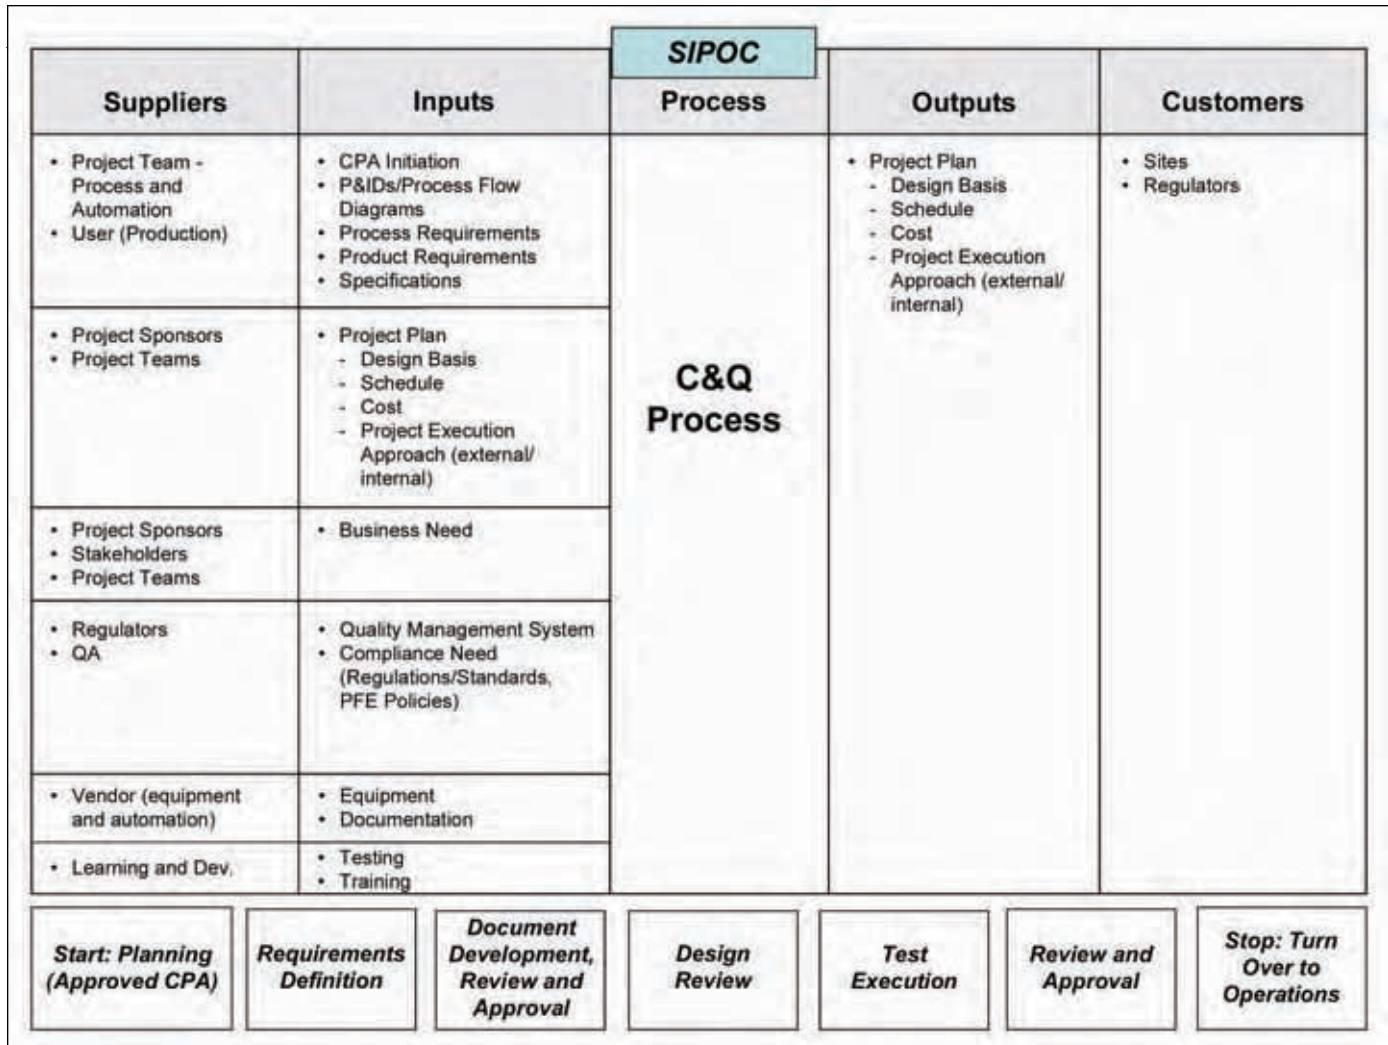 SIPOC
Suppliers
Inputs
Process
Outputs
Customers
• Project Team -
Process and
Automation
• User (Production)
• CPA Initiation
• P&IDs/Process Flow
Diagrams
• Process Requirements
• Product Requirements
• Specifications
• Project Sponsors
• Project Teams
• Project Plan
- Design Basis
- Schedule
- Cost
- Project Execution
Approach (external/
internal)
• Project Sponsors
• Stakeholders
• Project Teams
• Business Need
• Regulators
• QA
• Quality Management System
• Compliance Need
(Regulations/Standards,
PFE Policies)
• Vendor (equipment
and automation)
• Equipment
• Documentation
• Learning and Dev.
• Testing
• Training
C&Q
Process
• Project Plan
- Design Basis
- Schedule
- Cost
- Project Execution
Approach (external/
internal)
• Sites
• Regulators
Start: Planning
(Approved CPA)
Requirements
Definition
Document
Development,
Review and
Approval
Design
Review
Test
Execution
Review and
Approval
Stop: Turn
Over to
Operations